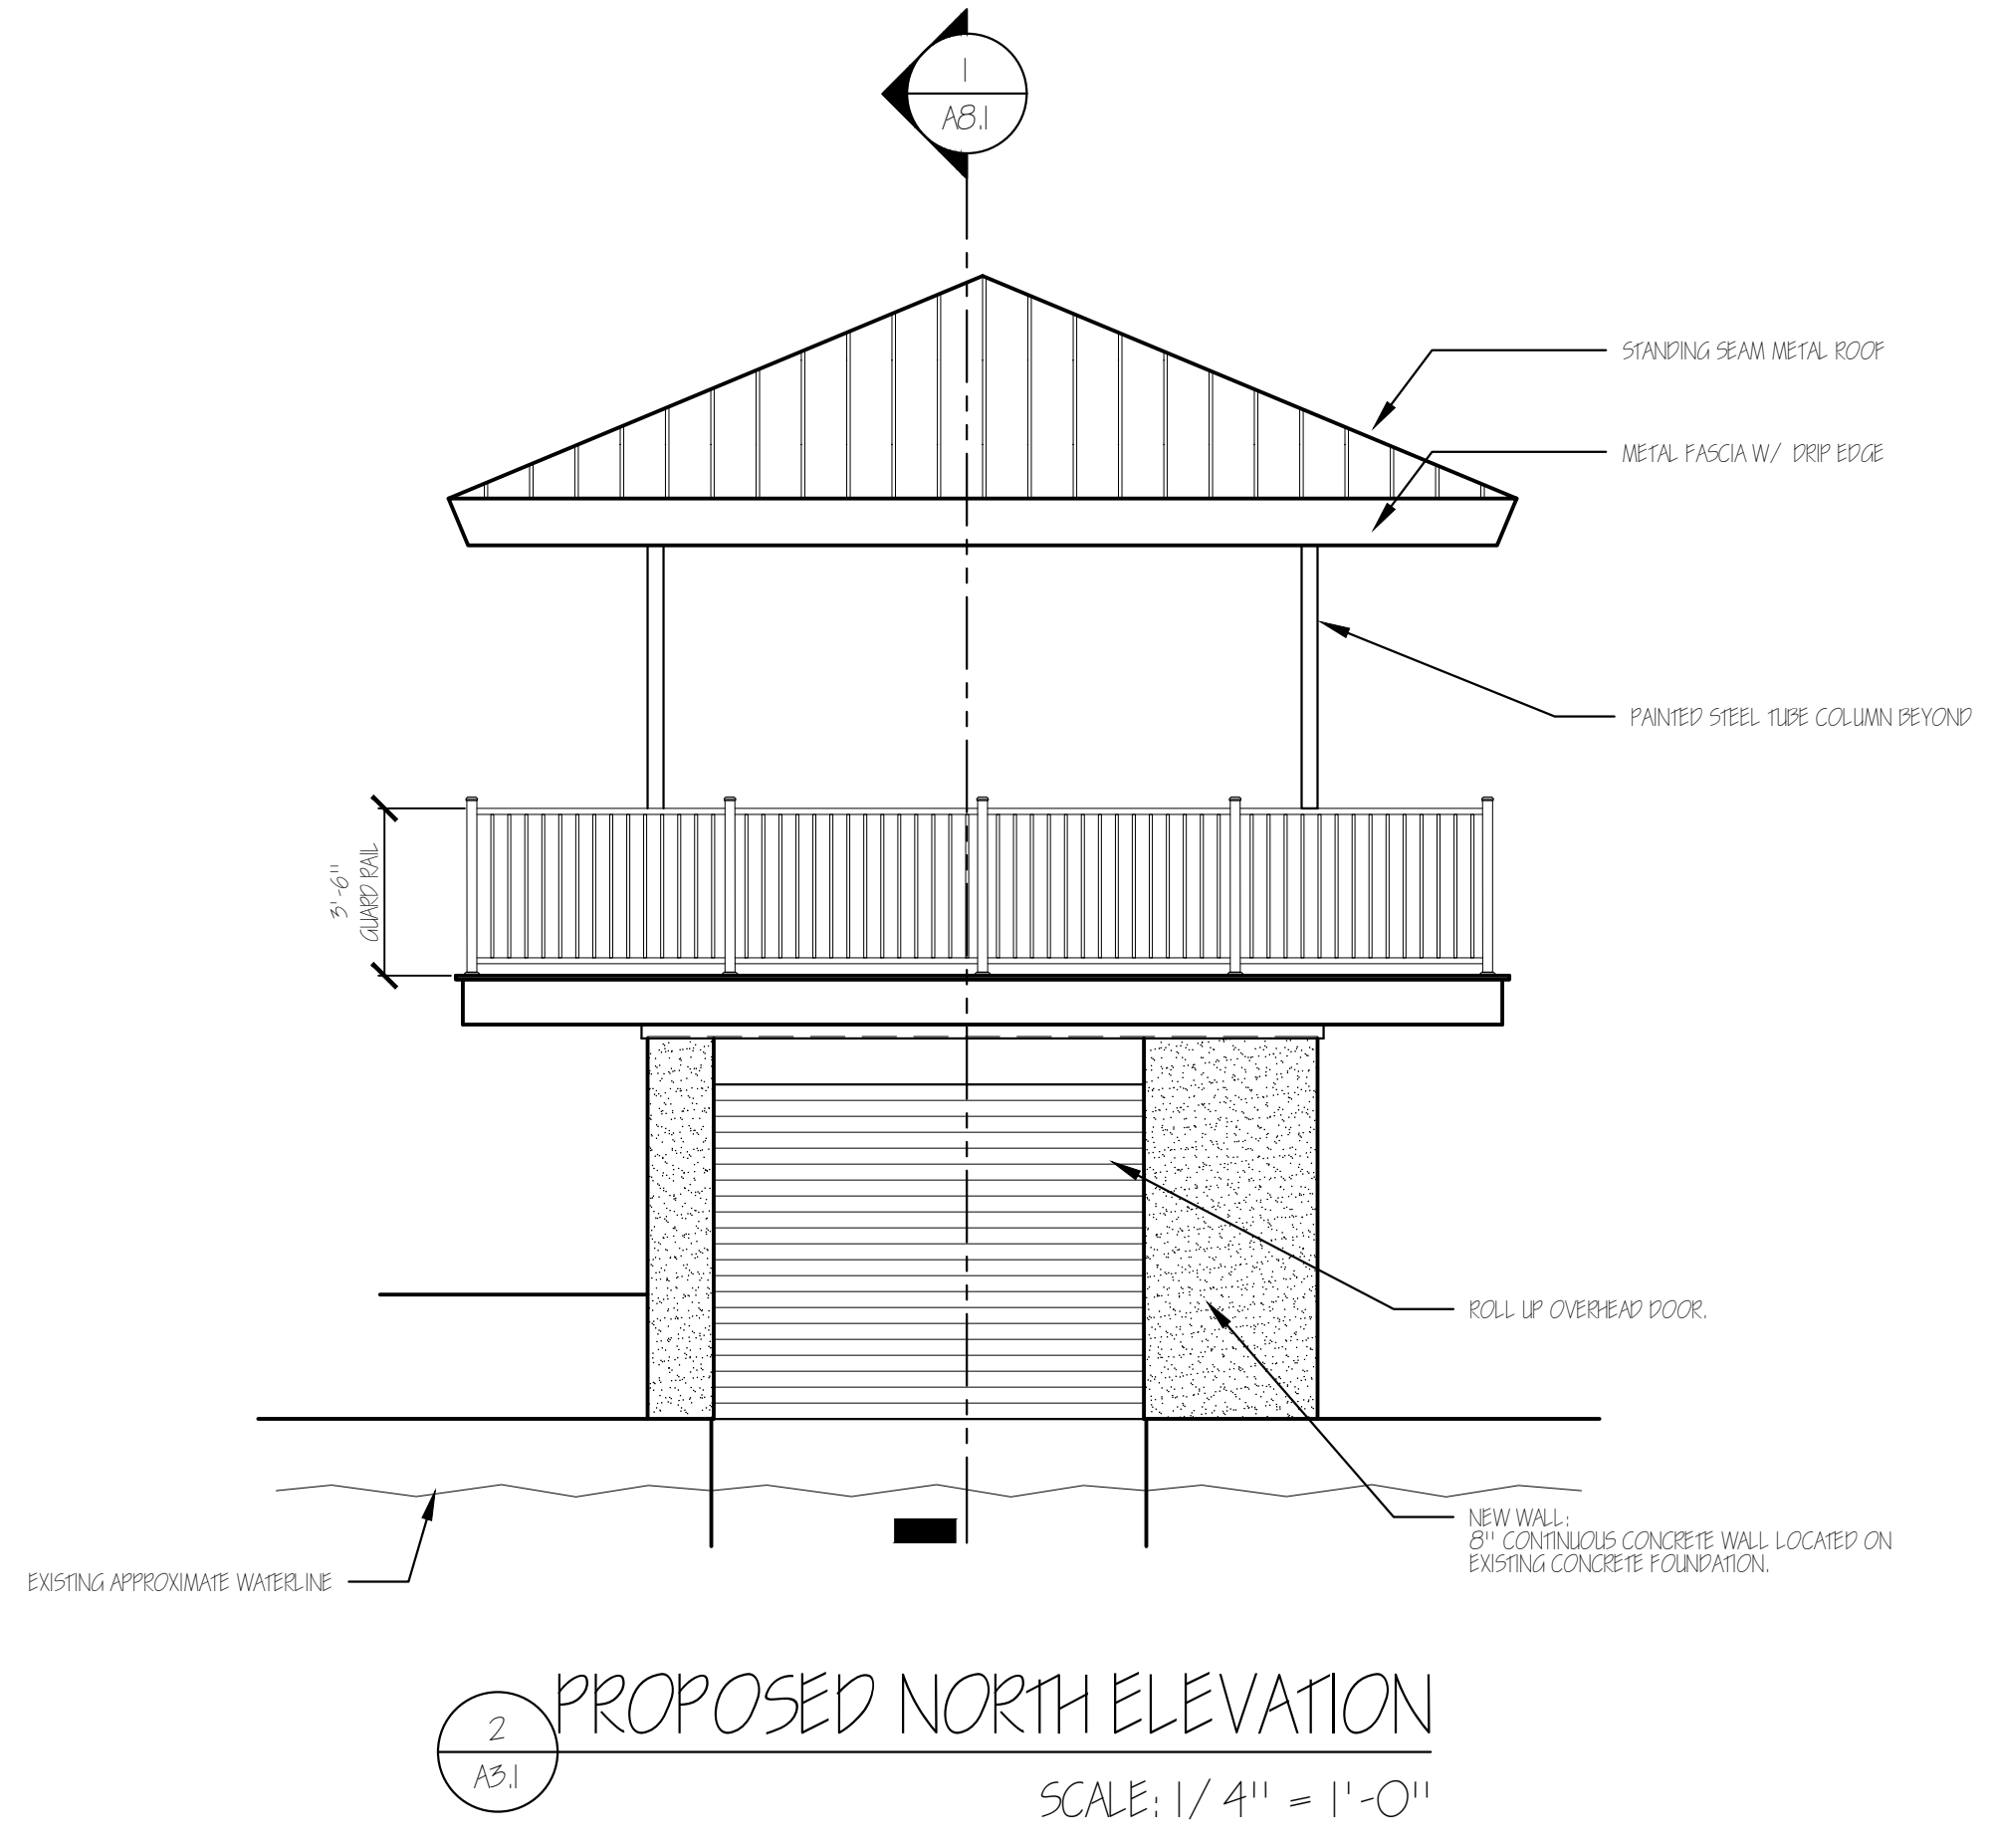 1
A8.1
STANDING SEAM METAL ROOF
METAL FASCIA W/ DRIP EDGE
PAINTED STEEL TUBE COLUMN BEYOND
3'-6"
GUARD RAIL
ROLL UP OVERHEAD DOOR.
NEW WALL:
8" CONTINUOUS CONCRETE WALL LOCATED ON
EXISTING CONCRETE FOUNDATION.
EXISTING APPROXIMATE WATERLINE
2
A3.1
PROPOSED NORTH ELEVATION
SCALE: 1/4" = 1'-0"